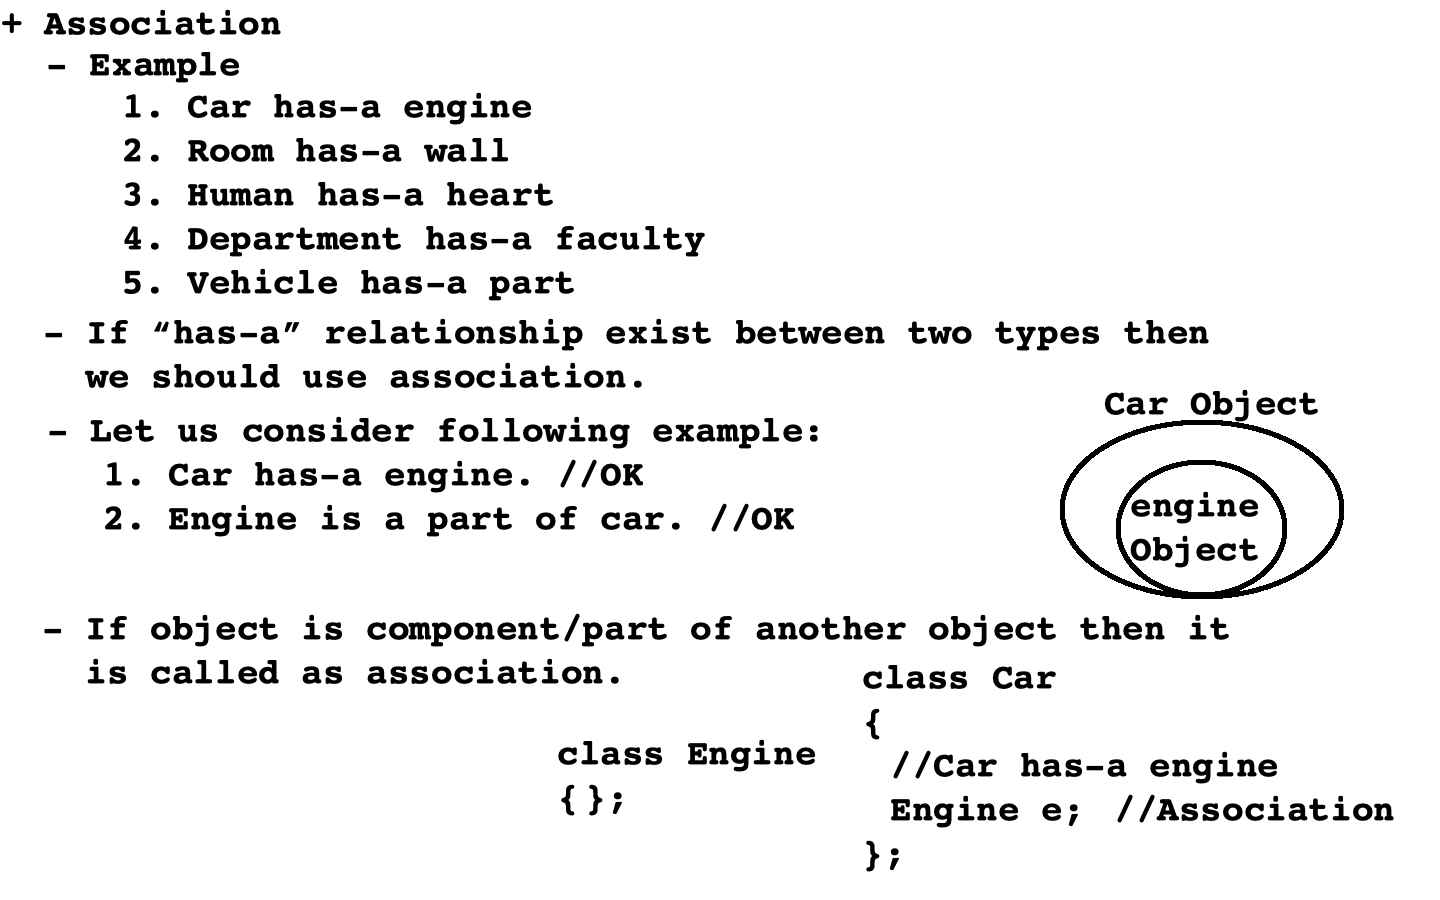 + Association
- Example
1. Car has-a engine
2. Room has-a wall
3. Human has-a heart
4. Department has-a faculty
5. Vehicle has-a part
- If “has-a” relationship exist between two types then
we should use association.
- Let us consider following example:
1. Car has-a engine. //OK
2. Engine is a part of car. //OK
Car Object
engine
Object
- If object is component/part of another object then it
is called as association.
class Engine
{};
class Car
{
//Car has-a engine
Engine e; //Association
};